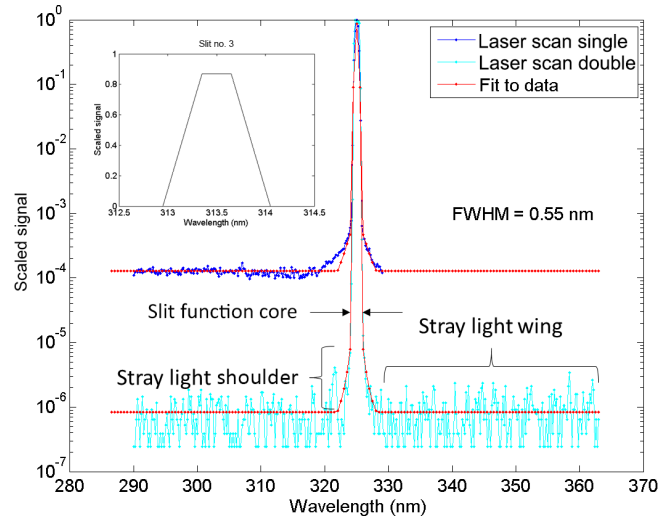 10^0
10^-1
10^-2
10^-3
10^-4
10^-5
10^-6
10^-7
Scaled signal
280 290 300 310 320 330 340 350 360 370
Wavelength (nm)
Laser scan single
Laser scan double
Fit to data
Slit no. 3
1
0.8
0.6
0.4
0.2
0
Scaled signal
312.5 313 313.5 314 314.5
Wavelength (nm)
FWHM = 0.55 nm
Slit function core
Stray light wing
Stray light shoulder